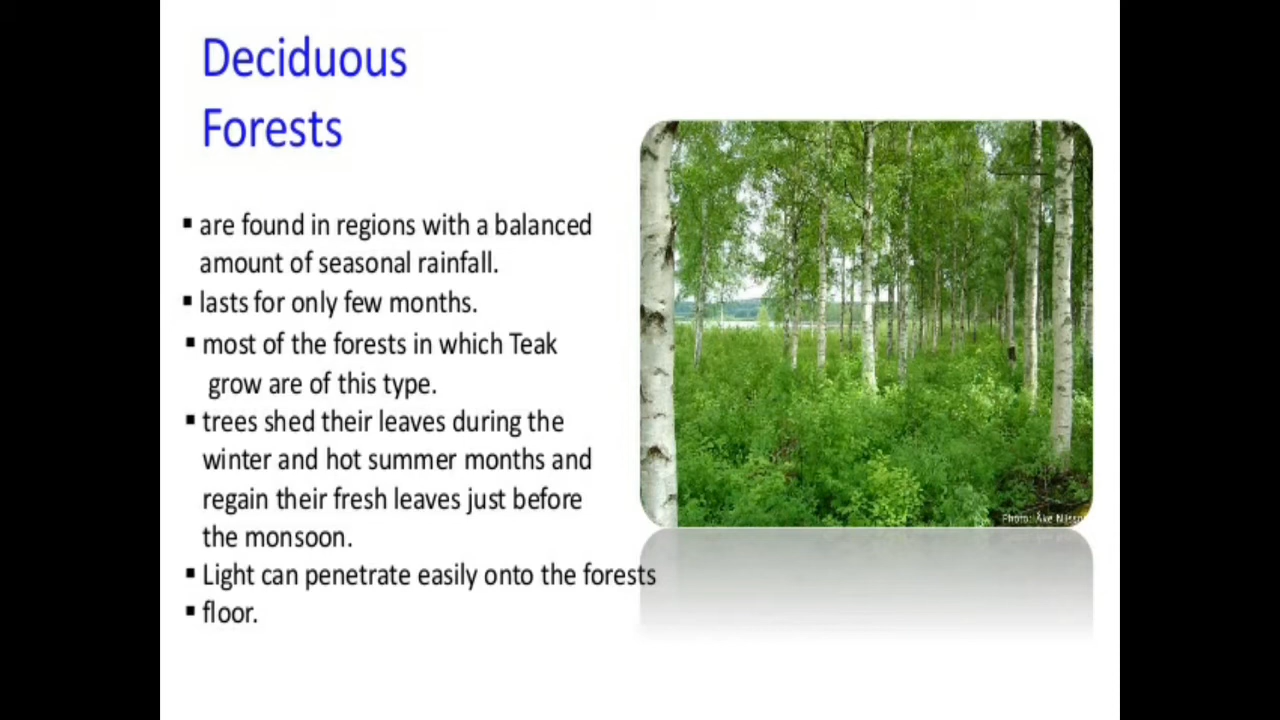 Deciduous
Forests
▪ are found in regions with a balanced
amount of seasonal rainfall.
▪ lasts for only few months.
▪ most of the forests in which Teak
grow are of this type.
▪ trees shed their leaves during the
winter and hot summer months and
regain their fresh leaves just before
the monsoon.
▪ Light can penetrate easily onto the forests
▪ floor.
Photo: Åke